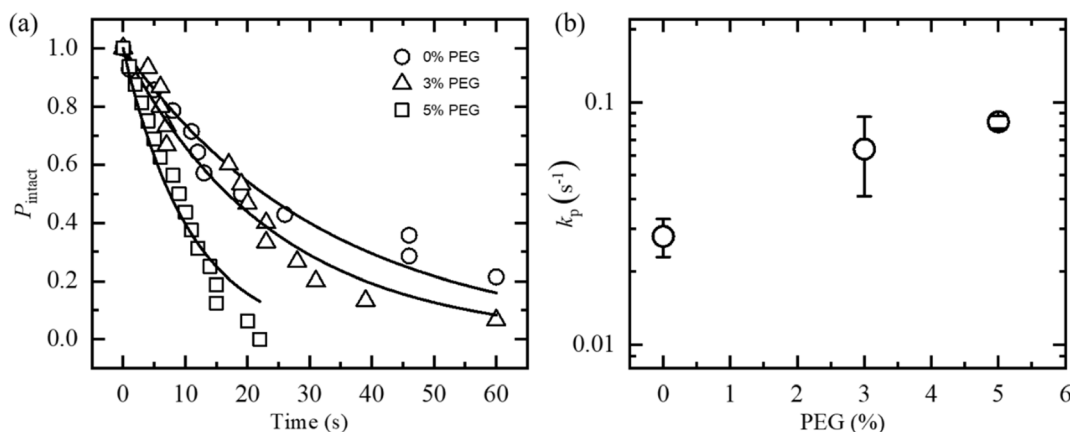 (a)
1.0
0.8
0.6
0.4
0.2
0.0
P_intact
0 10 20 30 40 50 60
Time (s)
0% PEG
3% PEG
5% PEG
(b)
0.1
0.01
k_p (s⁻¹)
0 1 2 3 4 5 6
PEG (%)